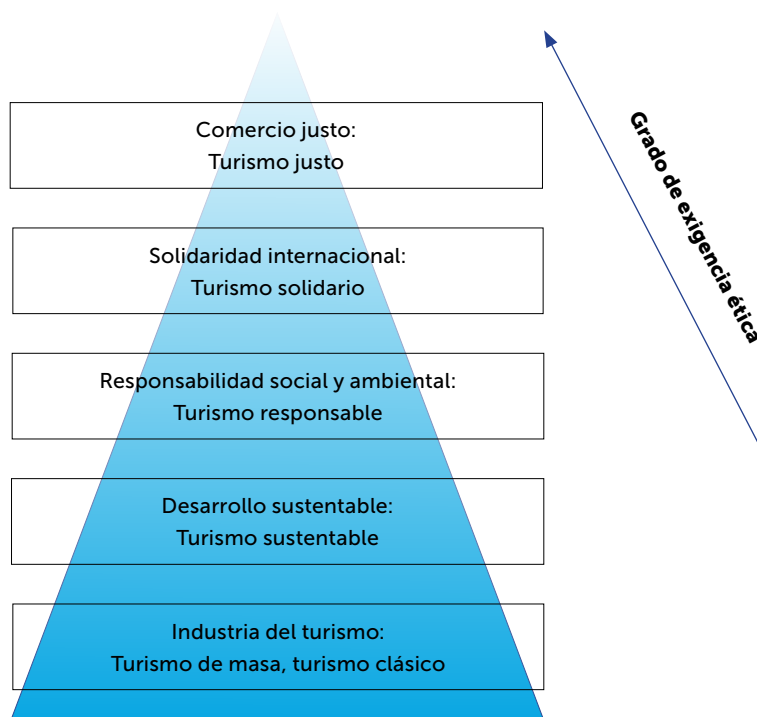 Comercio justo:
Turismo justo
Solidaridad internacional:
Turismo solidario
Responsabilidad social y ambiental:
Turismo responsable
Desarrollo sustentable:
Turismo sustentable
Industria del turismo:
Turismo de masa, turismo clásico
Grado de exigencia ética